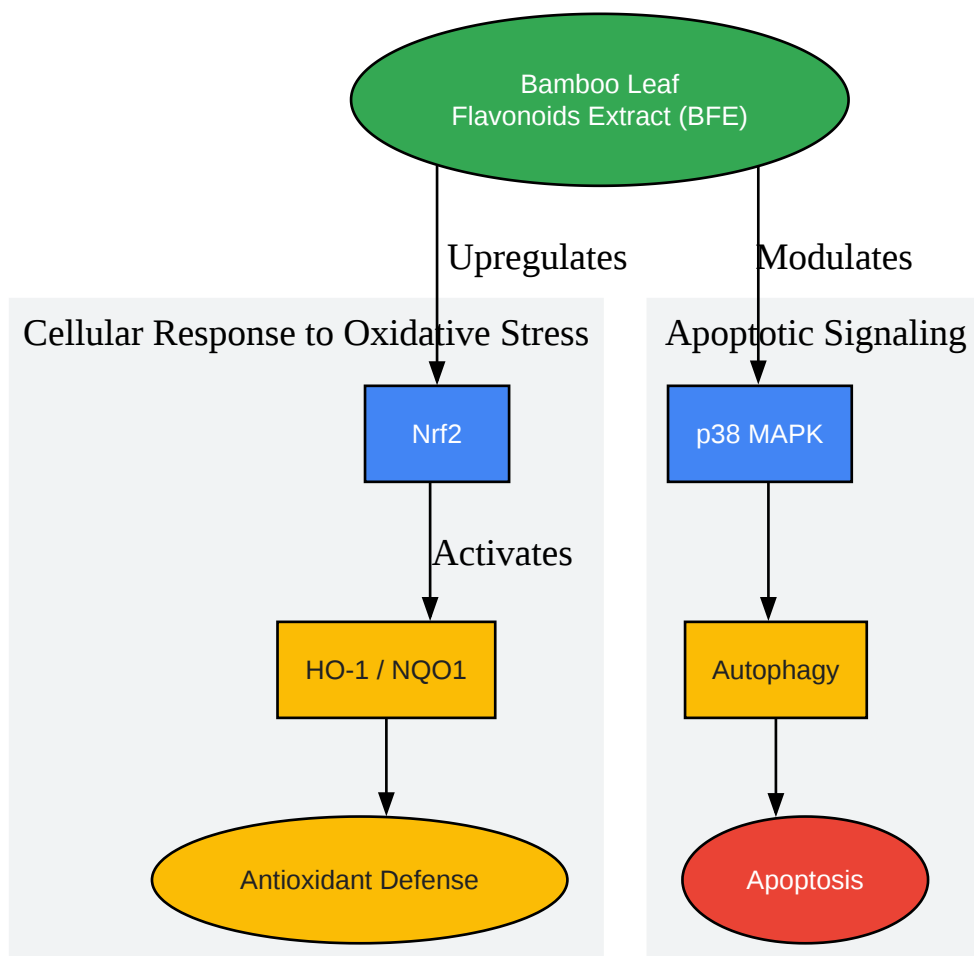 Bamboo Leaf
Flavonoids Extract (BFE)
Upregulates
Modulates
Cellular Response to Oxidative Stress
Apoptotic Signaling
Nrf2
p38 MAPK
Activates
HO-1 / NQO1
Autophagy
Antioxidant Defense
Apoptosis